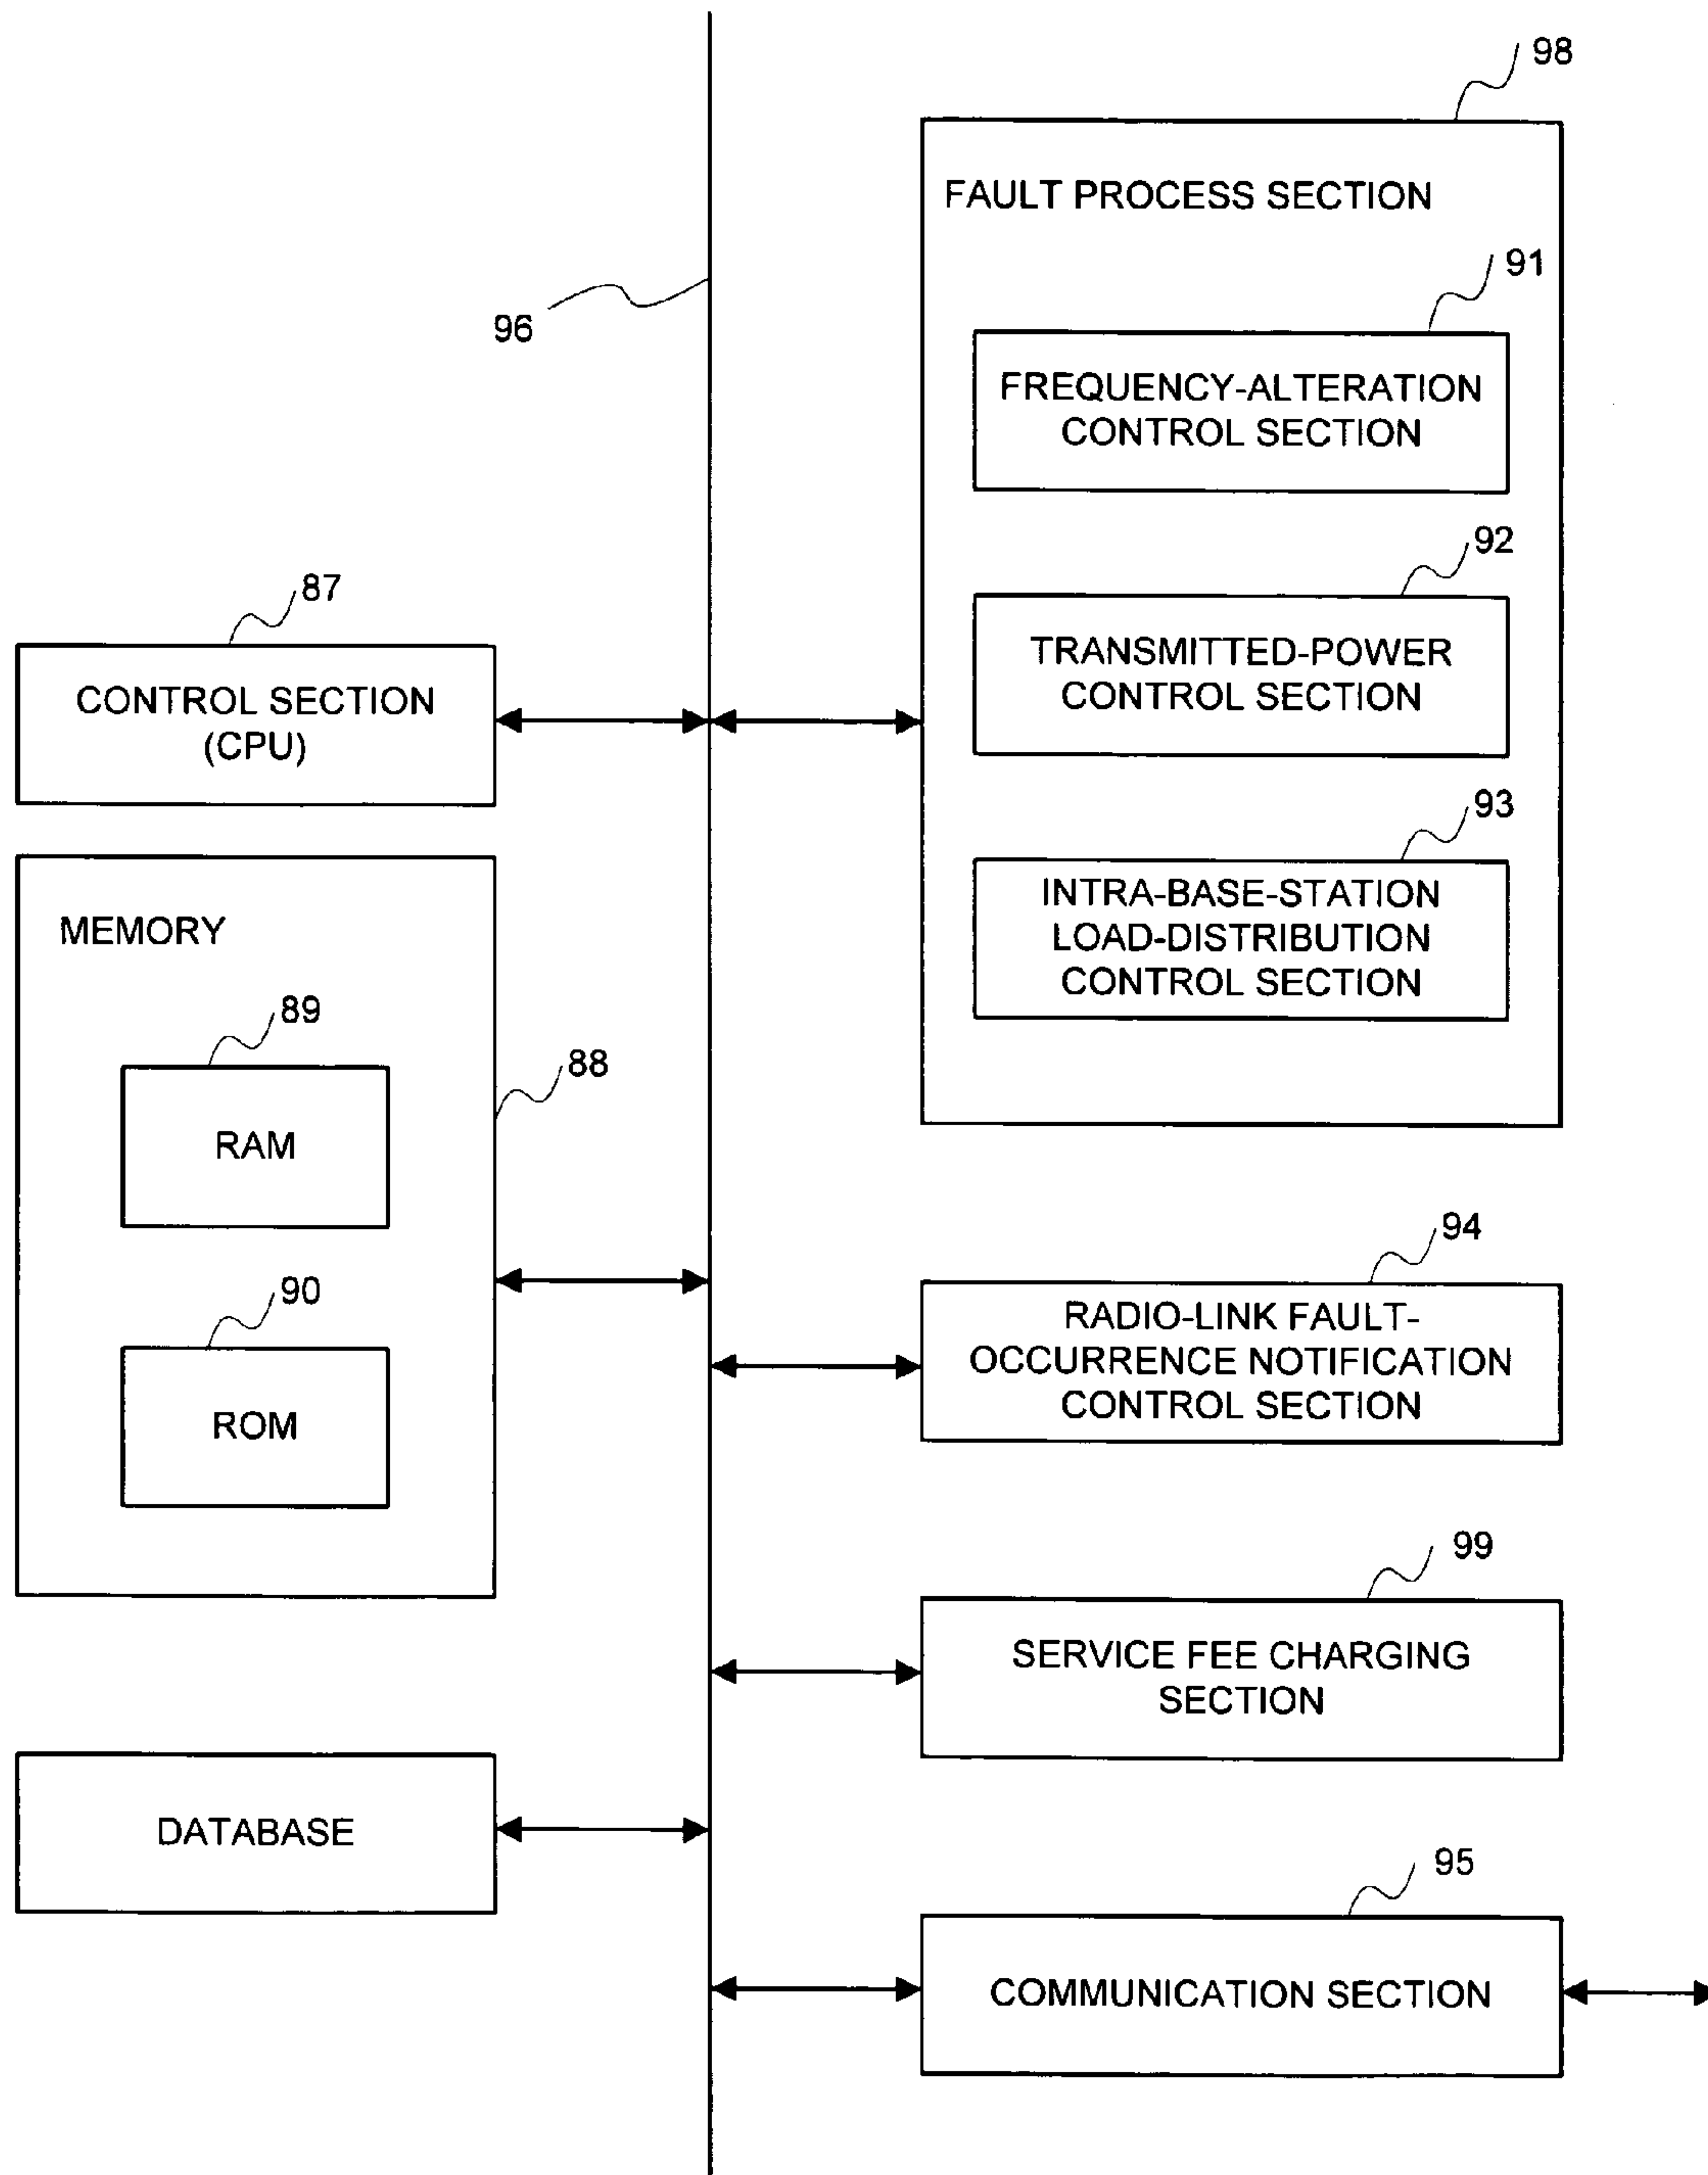 98
FAULT PROCESS SECTION
91
FREQUENCY-ALTERATION
CONTROL SECTION
96
92
TRANSMITTED-POWER
CONTROL SECTION
87
CONTROL SECTION
(CPU)
93
INTRA-BASE-STATION
LOAD-DISTRIBUTION
CONTROL SECTION
MEMORY
89
RAM
88
90
ROM
94
RADIO-LINK FAULT-
OCCURRENCE NOTIFICATION
CONTROL SECTION
99
SERVICE FEE CHARGING
SECTION
DATABASE
95
COMMUNICATION SECTION